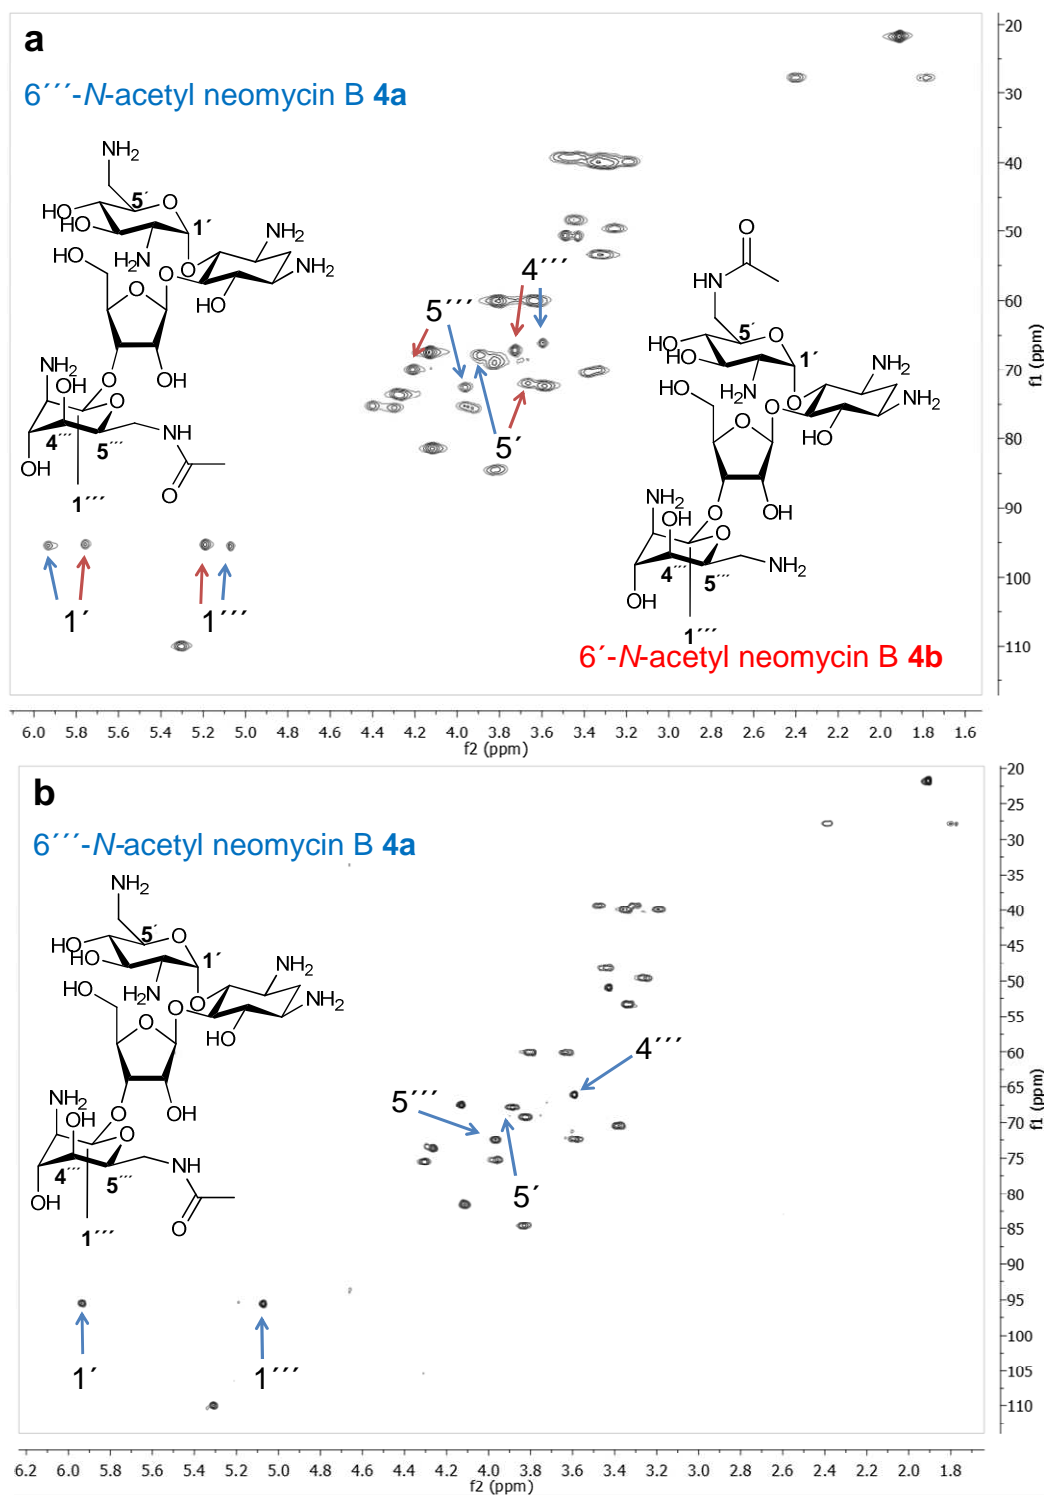 a
6´´´-N-acetyl neomycin B 4a
NH2
5´
O
HO
HO
1´
H2N
NH2
NH2
O
HO
O
HO
O
NH2
OH
O
OH
O
NH
4´´´
5´´´
OH
O
1´´´
4´´´
5´´´
5´
1´
1´´´
O
NH
5´
O
HO
HO
1´
NH2
H2N
O
NH2
HO
O
HO
O
NH2
OH
O
OH
O
4´´´
5´´´
NH2
OH
1´´´
6´-N-acetyl neomycin B 4b
20
30
40
50
60
70
80
90
100
110
f1 (ppm)
6.0 5.8 5.6 5.4 5.2 5.0 4.8 4.6 4.4 4.2 4.0 3.8 3.6 3.4 3.2 3.0 2.8 2.6 2.4 2.2 2.0 1.8 1.6
f2 (ppm)
b
6´´´-N-acetyl neomycin B 4a
NH2
5´
O
HO
HO
1´
NH2
H2N
O
NH2
HO
O
HO
O
NH2
OH
O
OH
O
NH
4´´´
5´´´
OH
O
1´´´
4´´´
5´´´
5´
1´
1´´´
20
25
30
35
40
45
50
55
60
65
70
75
80
85
90
95
100
105
110
f1 (ppm)
6.2 6.0 5.8 5.6 5.4 5.2 5.0 4.8 4.6 4.4 4.2 4.0 3.8 3.6 3.4 3.2 3.0 2.8 2.6 2.4 2.2 2.0 1.8
f2 (ppm)